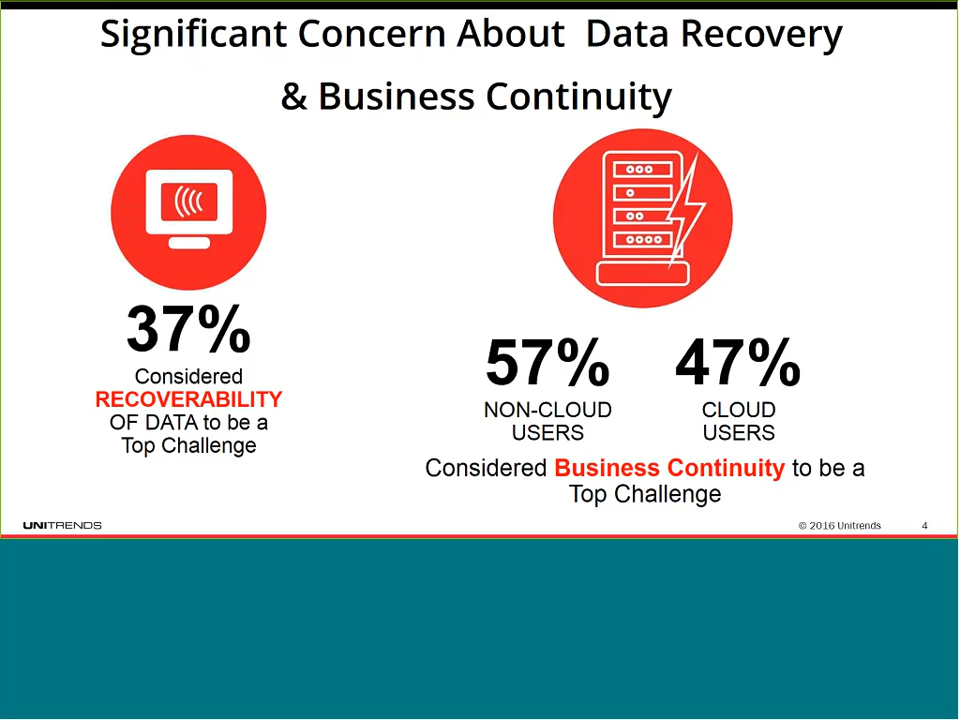 Significant Concern About Data Recovery
& Business Continuity
37%
Considered
RECOVERABILITY
OF DATA to be a
Top Challenge
57%
NON-CLOUD
USERS
47%
CLOUD
USERS
Considered Business Continuity to be a
Top Challenge
UNITRENDS
© 2016 Unitrends
4